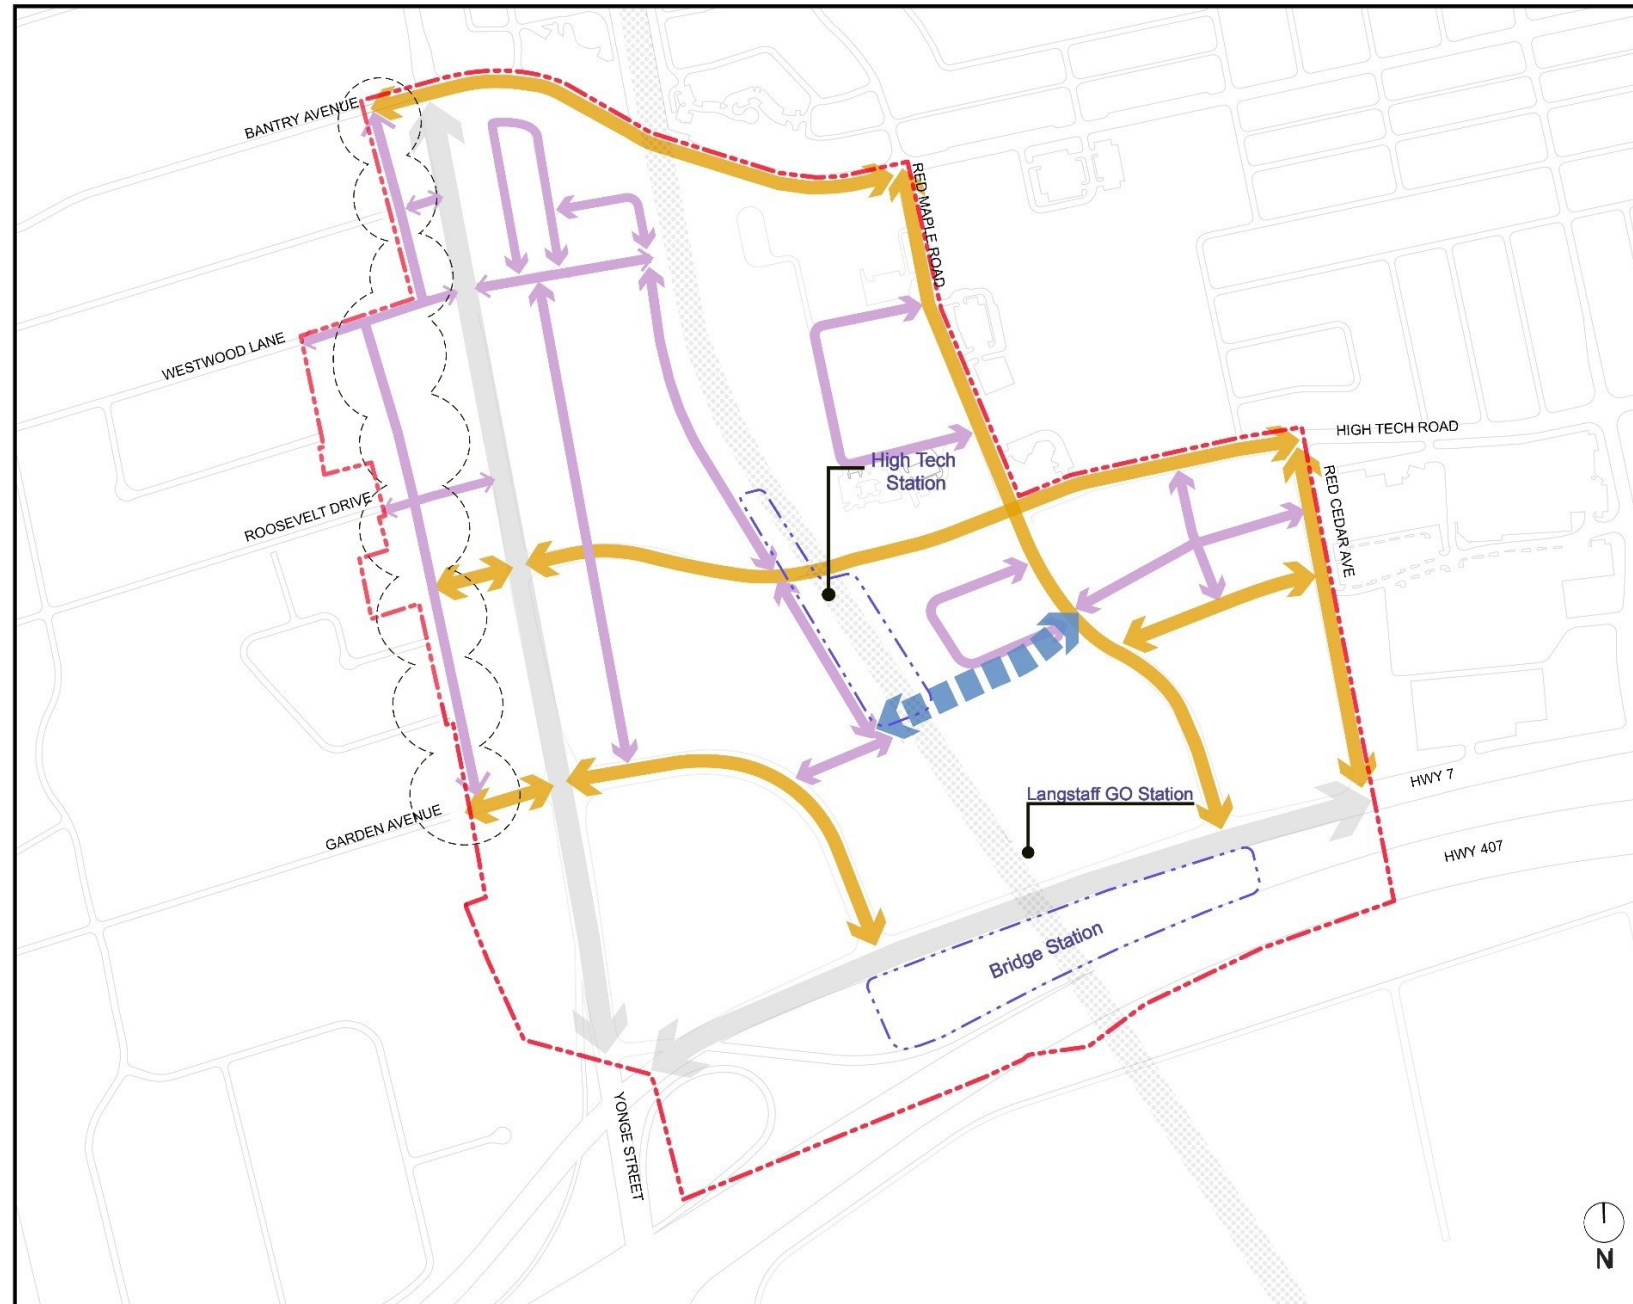 BANTRY AVENUE
RED MAPLE ROAD
WESTWOOD LANE
HIGH TECH ROAD
High Tech
Station
RED CEDAR AVE
ROOSEVELT DRIVE
HWY 7
Langstaff GO Station
GARDEN AVENUE
HWY 407
Bridge Station
YONGE STREET
N